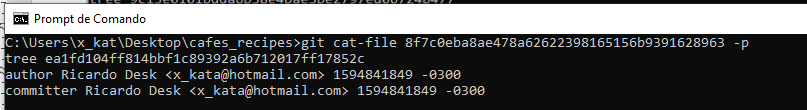 Prompt de Comando
C:\Users\x_kat\Desktop\cafes_recipes>git cat-file 8f7c0eba8ae478a62622398165156b9391628963 -p
tree ea1fd104ff814bbf1c89392a6b712017ff17852c
author Ricardo Desk <x_kata@hotmail.com> 1594841849 -0300
committer Ricardo Desk <x_kata@hotmail.com> 1594841849 -0300